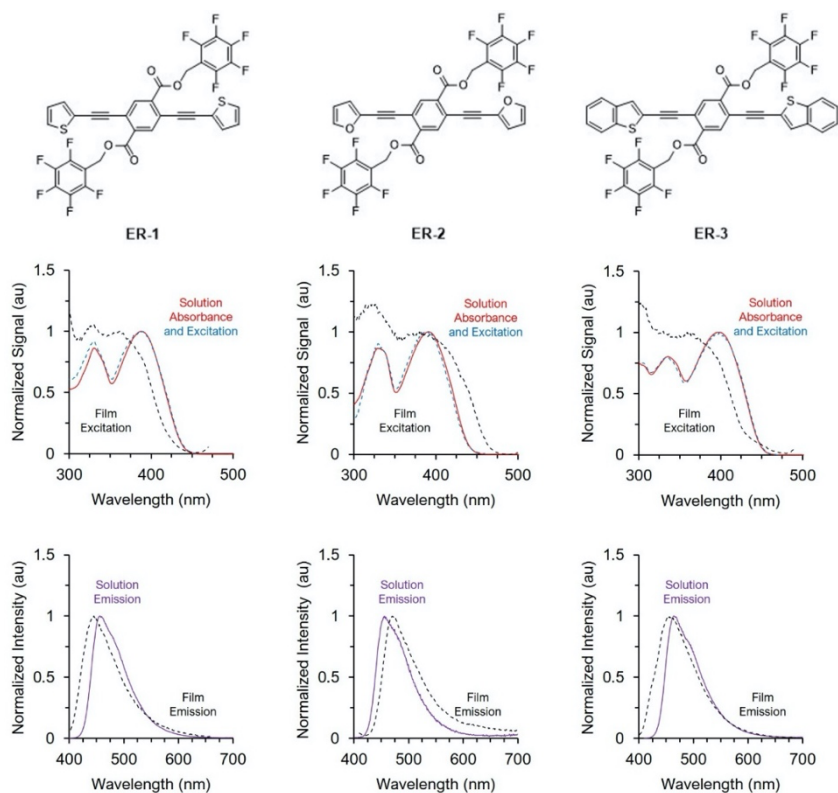 F
F
F
F
F
O
O
S
S
O
O
F
F
F
F
F
ER-1
F
F
F
F
F
O
O
O
O
O
O
F
F
F
F
F
ER-2
F
F
F
F
F
O
O
S
S
O
O
F
F
F
F
F
ER-3
Normalized Signal (au)
1.5
1
0.5
0
Solution
Absorbance
and Excitation
Film
Excitation
300 400 500
Wavelength (nm)
Normalized Signal (au)
1.5
1
0.5
0
Solution
Absorbance
and Excitation
Film
Excitation
300 400 500
Wavelength (nm)
Normalized Signal (au)
1.5
1
0.5
0
Solution
Absorbance
and Excitation
Film
Excitation
300 400 500
Wavelength (nm)
Normalized Intensity (au)
1.5
1
0.5
0
Solution
Emission
Film
Emission
400 500 600 700
Wavelength (nm)
Normalized Intensity (au)
1.5
1
0.5
0
Solution
Emission
Film
Emission
400 500 600 700
Wavelength (nm)
Normalized Intensity (au)
1.5
1
0.5
0
Solution
Emission
Film
Emission
400 500 600 700
Wavelength (nm)